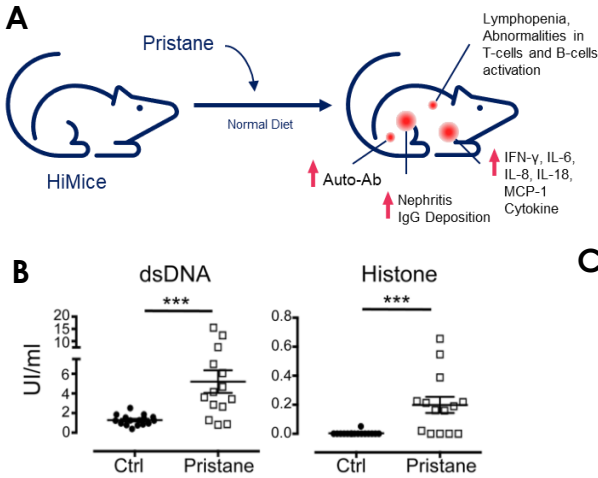 A
Pristane
Normal Diet
HiMice
Lymphopenia,
Abnormalities in
T-cells and B-cells
activation
Auto-Ab
Nephritis
IgG Deposition
IFN-γ, IL-6,
IL-8, IL-18,
MCP-1
Cytokine
B
dsDNA
***
UI/ml
20
15
10
6
4
2
0
Ctrl
Pristane
Histone
***
0.8
0.6
0.4
0.2
0.0
Ctrl
Pristane
C